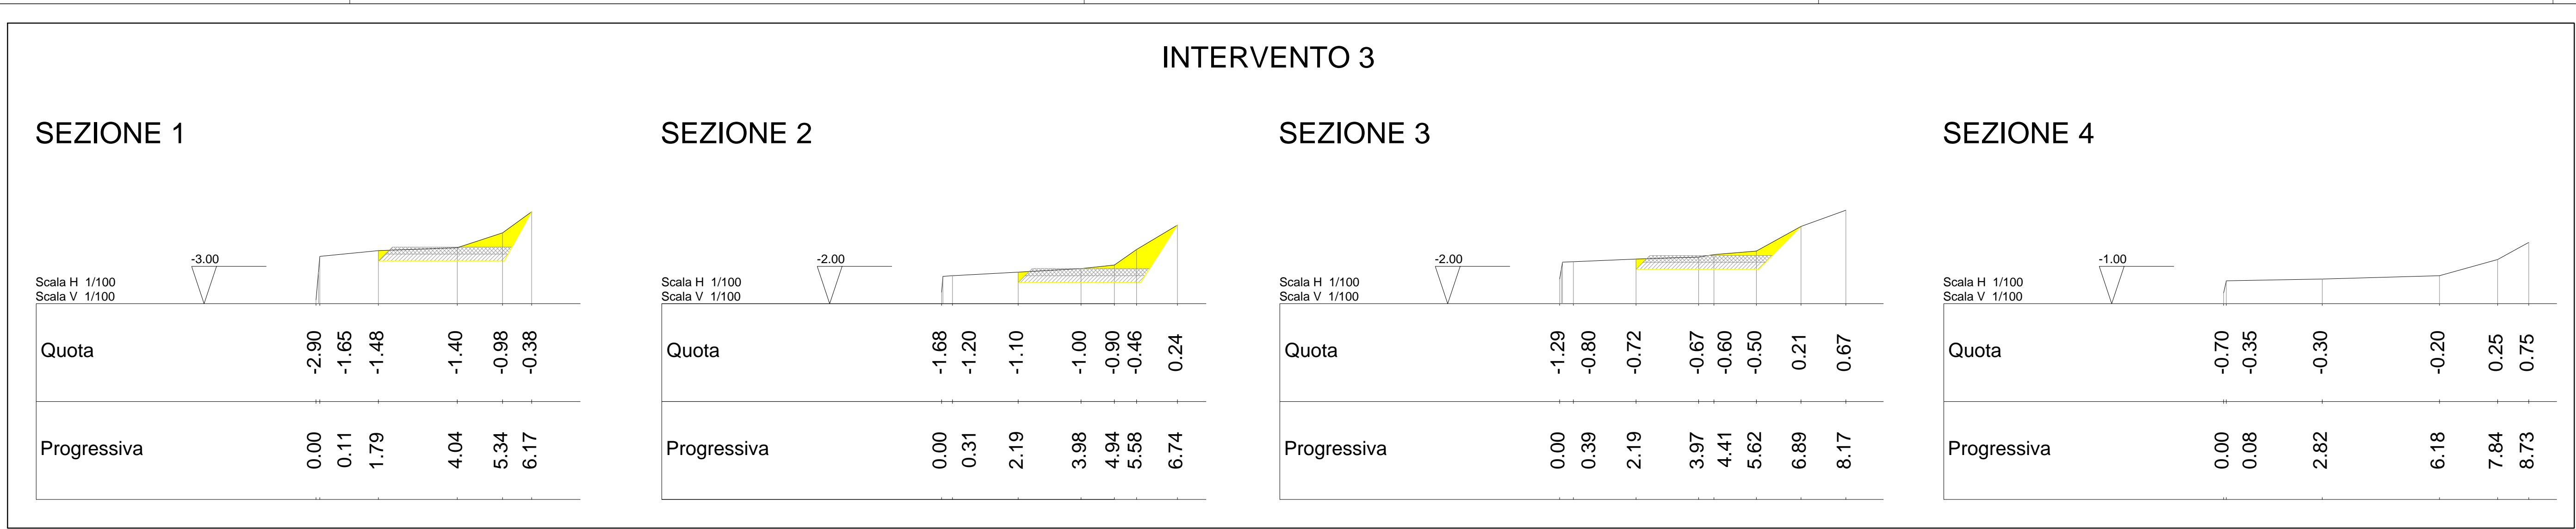 INTERVENTO 3
SEZIONE 1
-3.00
Scala H 1/100
Scala V 1/100
Quota
-2.90 -1.65 -1.48 -1.40 -0.98 -0.38
Progressiva
0.00 0.11 1.79 4.04 5.34 6.17
SEZIONE 2
-2.00
Scala H 1/100
Scala V 1/100
Quota
-1.68 -1.20 -1.10 -1.00 -0.90 -0.46 0.24
Progressiva
0.00 0.31 2.19 3.98 4.94 5.58 6.74
SEZIONE 3
-2.00
Scala H 1/100
Scala V 1/100
Quota
-1.29 -0.80 -0.72 -0.67 -0.60 -0.50 0.21 0.67
Progressiva
0.00 0.39 2.19 3.97 4.41 5.62 6.89 8.17
SEZIONE 4
-1.00
Scala H 1/100
Scala V 1/100
Quota
-0.70 -0.35 -0.30 -0.20 0.25 0.75
Progressiva
0.00 0.08 2.82 6.18 7.84 8.73